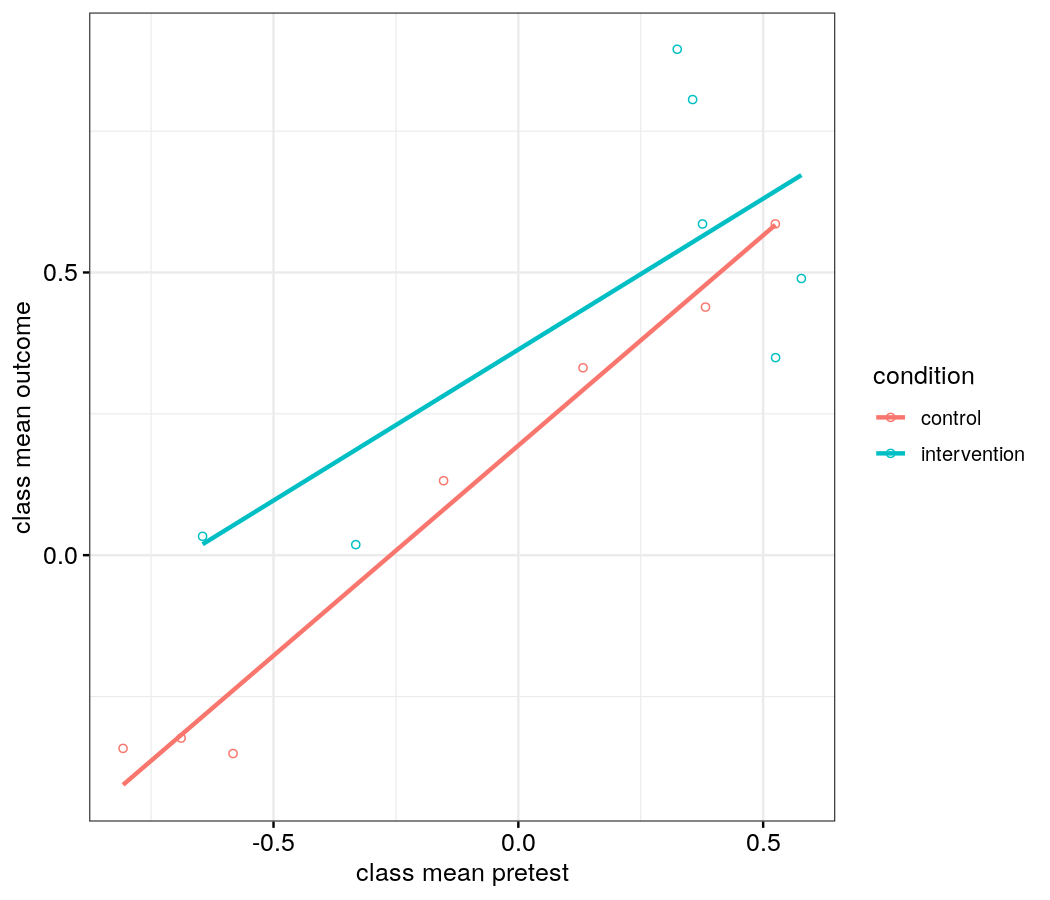 0.5
0.0
-0.5
0.0
0.5
class mean pretest
class mean outcome
condition
control
intervention